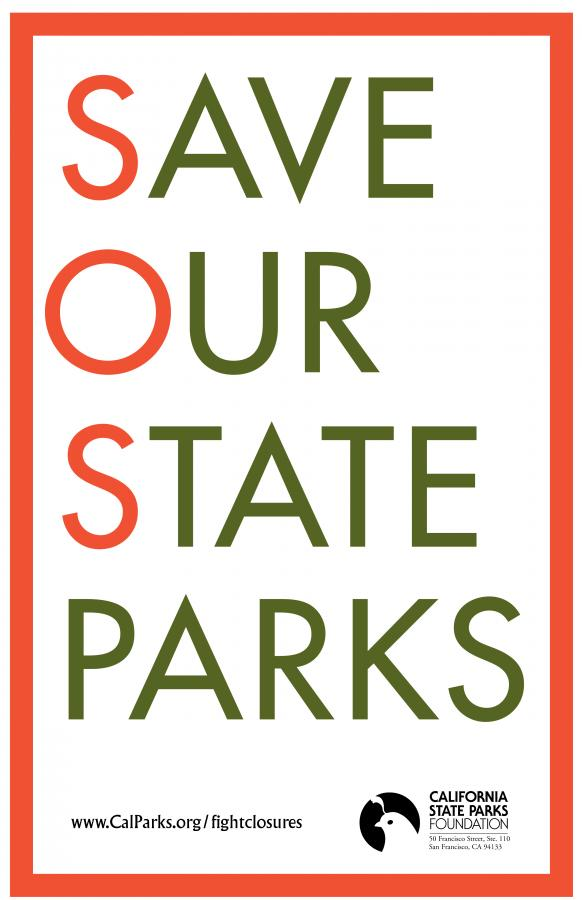 SAVE
OUR
STATE
PARKS
www.CalParks.org/fightclosures
CALIFORNIA
STATE PARKS
FOUNDATION
50 Francisco Street, Ste. 110
San Francisco, CA 94133